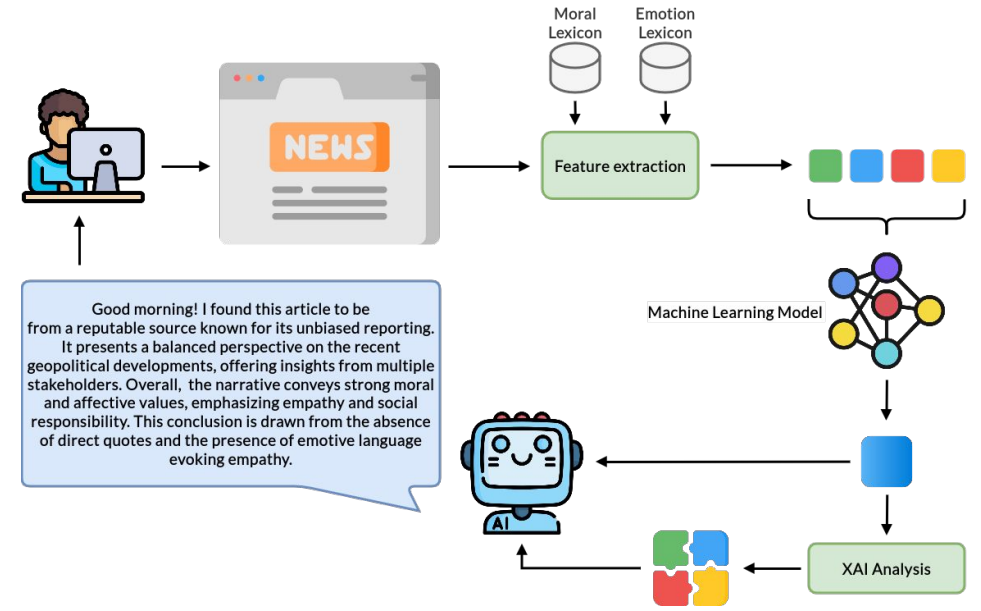 Moral
Lexicon
Emotion
Lexicon
NEWS
Feature extraction
Machine Learning Model
Good morning! I found this article to be
from a reputable source known for its unbiased reporting.
It presents a balanced perspective on the recent
geopolitical developments, offering insights from multiple
stakeholders. Overall, the narrative conveys strong moral
and affective values, emphasizing empathy and social
responsibility. This conclusion is drawn from the absence
of direct quotes and the presence of emotive language
evoking empathy.
AI
XAI Analysis